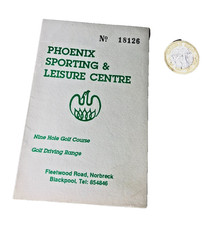 Nº 18126
PHOENIX
SPORTING &
LEISURE CENTRE
Nine Hole Golf Course
Golf Driving Range
Fleetwood Road, Norbreck
Blackpool, Tel: 854846